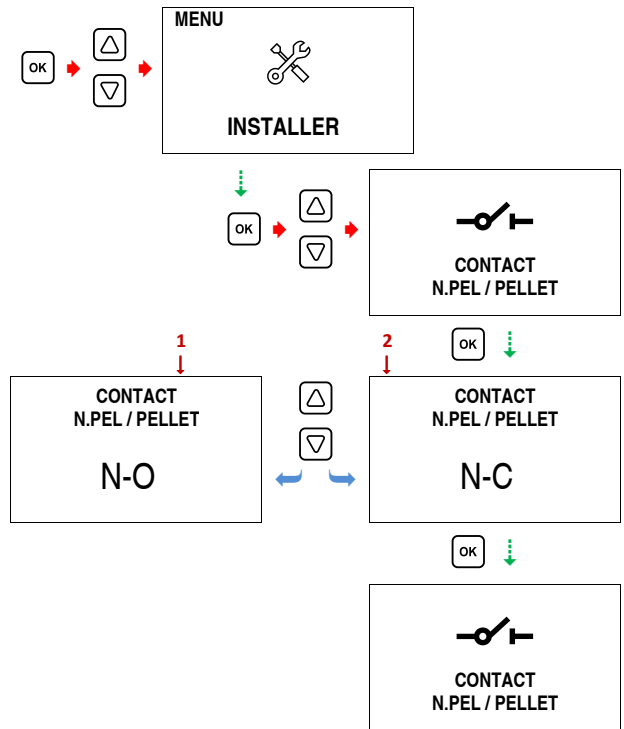 MENU
OK
INSTALLER
OK
CONTACT
N.PEL / PELLET
1
2
OK
CONTACT
N.PEL / PELLET
N-O
CONTACT
N.PEL / PELLET
N-C
OK
CONTACT
N.PEL / PELLET